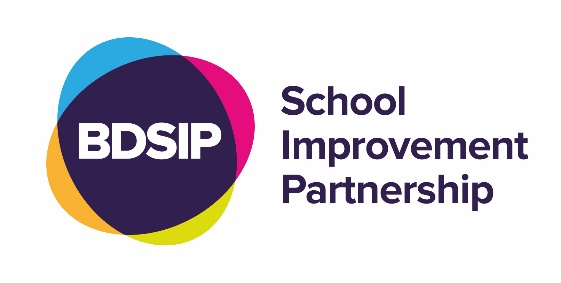 BDSIP
School
Improvement
Partnership